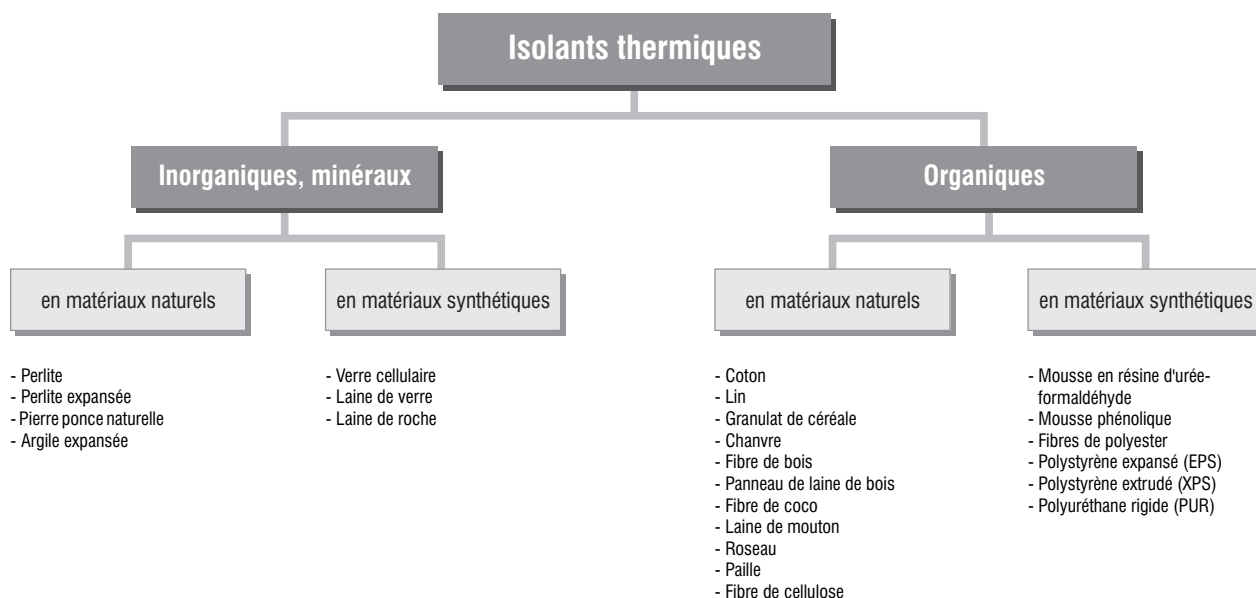 Isolants thermiques
Inorganiques, minéraux
Organiques
en matériaux naturels
en matériaux synthétiques
en matériaux naturels
en matériaux synthétiques
- Perlite
- Perlite expansée
- Pierre ponce naturelle
- Argile expansée
- Verre cellulaire
- Laine de verre
- Laine de roche
- Coton
- Lin
- Granulat de céréale
- Chanvre
- Fibre de bois
- Panneau de laine de bois
- Fibre de coco
- Laine de mouton
- Roseau
- Paille
- Fibre de cellulose
- Mousse en résine d'urée-
formaldéhyde
- Mousse phénolique
- Fibres de polyester
- Polystyrène expansé (EPS)
- Polystyrène extrudé (XPS)
- Polyuréthane rigide (PUR)